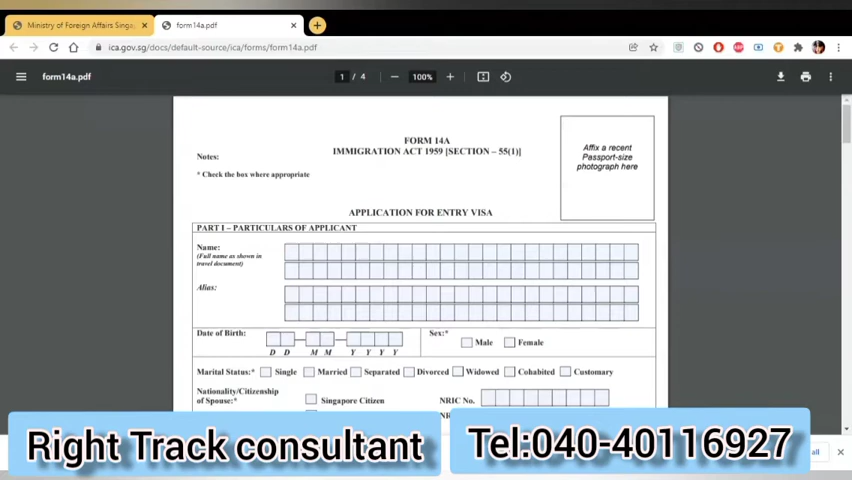 Ministry of Foreign Affairs Singa
form14a.pdf
ica.gov.sg/docs/default-source/ica/forms/form14a.pdf
form14a.pdf
1 / 4
100%
FORM 14A
IMMIGRATION ACT 1959 [SECTION – 55(1)]
Affix a recent
Passport-size
photograph here
Notes:
* Check the box where appropriate
APPLICATION FOR ENTRY VISA
PART I – PARTICULARS OF APPLICANT
Name:
(Full name as shown in
travel document)
Alias:
Date of Birth:
D D M M Y Y Y Y
Sex:*
Male Female
Marital Status:* Single Married Separated Divorced Widowed Cohabited Customary
Nationality/Citizenship
of Spouse:*
Singapore Citizen NRIC No.
Right Track consultant
Tel:040-40116927
all